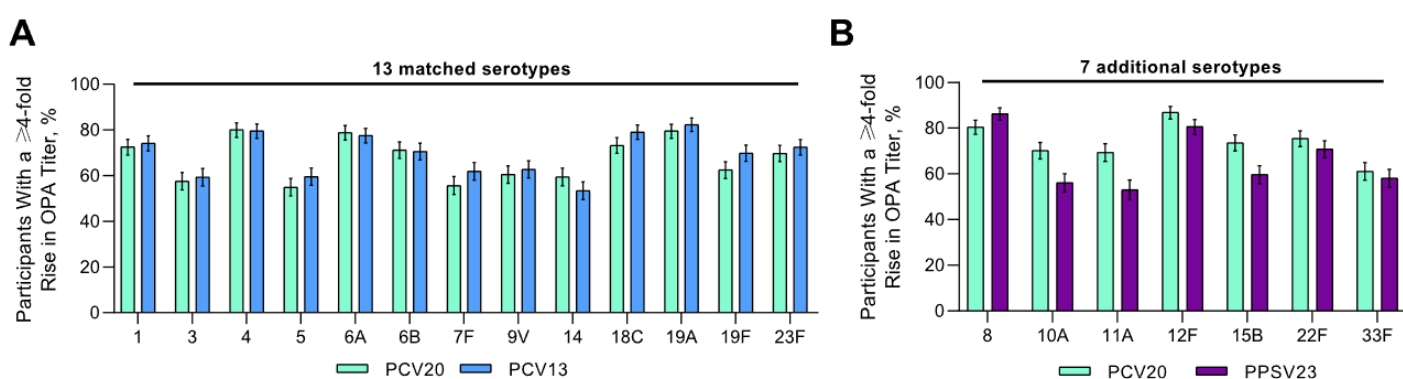 A
13 matched serotypes
Participants With a ⩾4-fold
Rise in OPA Titer, %
100
80
60
40
20
0
1 3 4 5 6A 6B 7F 9V 14 18C 19A 19F 23F
PCV20 PCV13
B
7 additional serotypes
Participants With a ⩾4-fold
Rise in OPA Titer, %
100
80
60
40
20
0
8 10A 11A 12F 15B 22F 33F
PCV20 PPSV23